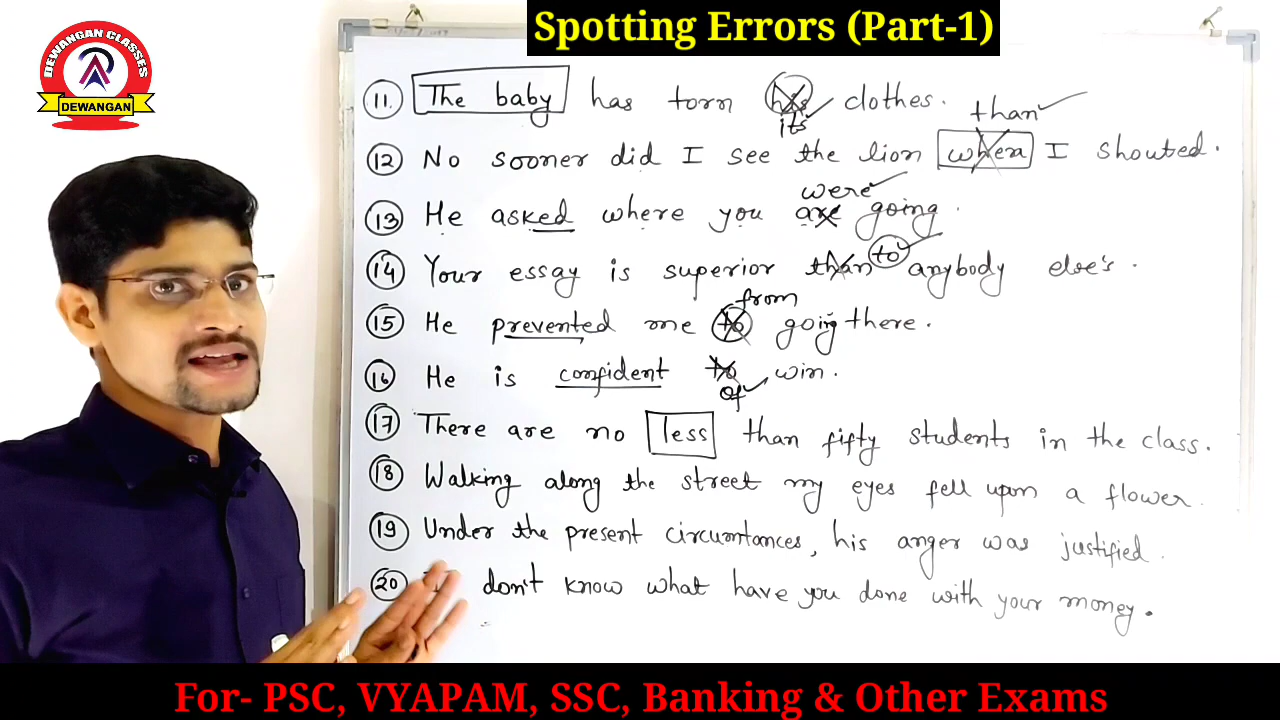 Spotting Errors (Part-1)
DEWANGAN CLASSES
DEWANGAN
11. The baby has torn his clothes.
its
than
12 No sooner did I see the lion when I shouted.
were
13 He asked where you are going.
14 Your essay is superior than to anybody else's.
from
15 He prevented me to going there.
16 He is confident to win.
of
17 There are no less than fifty students in the class.
18 Walking along the street my eyes fell upon a flower.
19 Under the present circumtances, his anger was justified.
20 don't know what have you done with your money.
For- PSC, VYAPAM, SSC, Banking & Other Exams